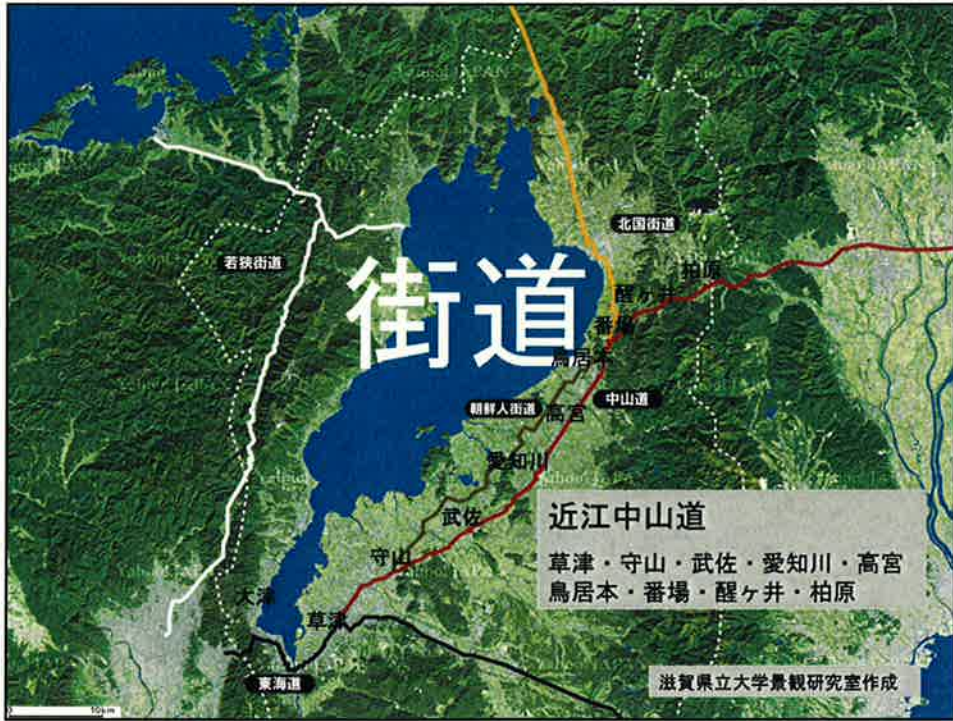 北国街道
若狭街道
柏原
街道
醒ヶ井
番場
鳥居本
中山道
朝鮮人街道
高宮
愛知川
武佐
近江中山道
守山
草津・守山・武佐・愛知川・高宮
鳥居本・番場・醒ヶ井・柏原
大津
草津
東海道
滋賀県立大学景観研究室作成
10km